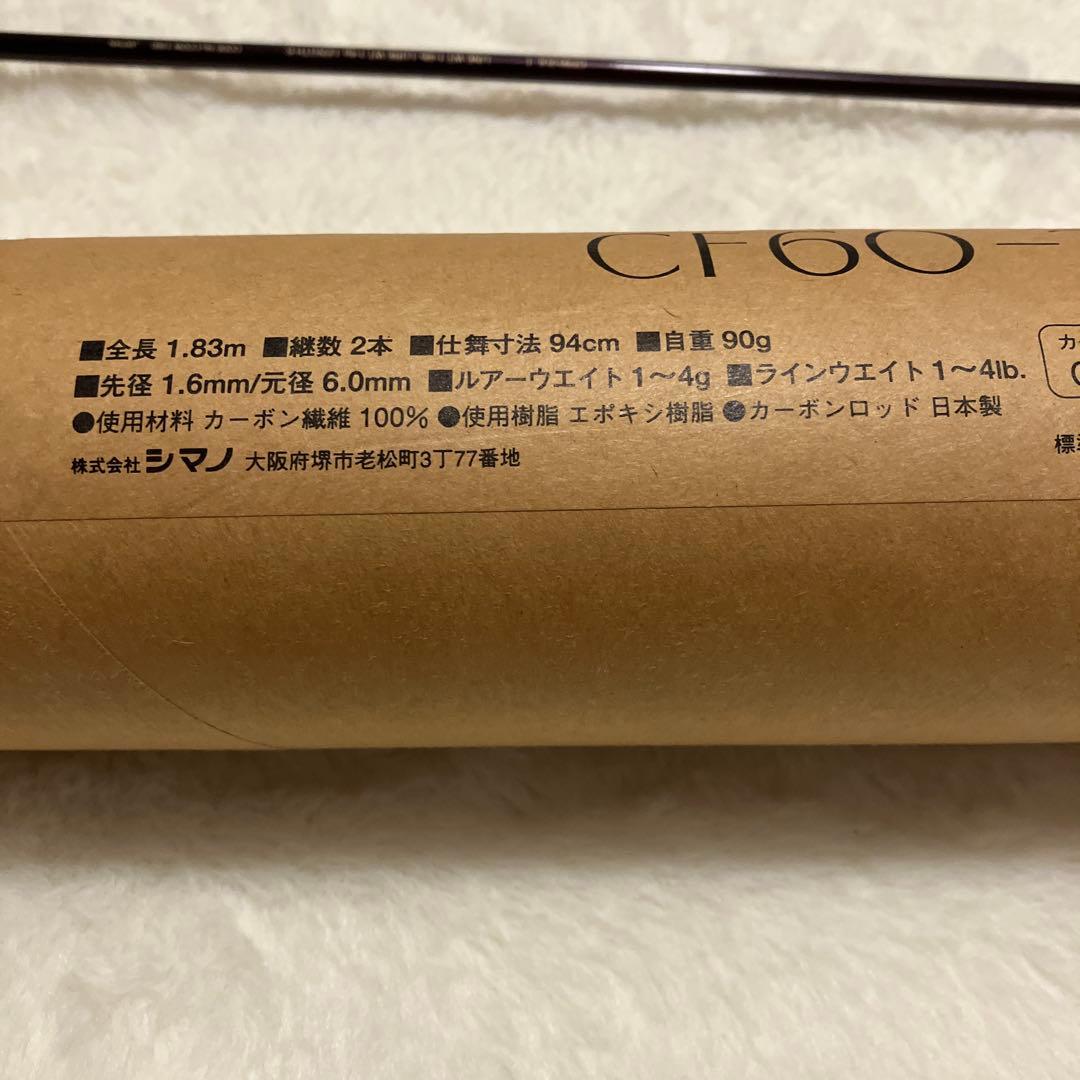 CF60-
■全長 1.83m ■継数 2本 ■仕舞寸法 94cm ■自重 90g
■先径 1.6mm/元径 6.0mm ■ルアーウエイト 1〜4g ■ラインウエイト 1〜4lb.
●使用材料 カーボン繊維 100% ●使用樹脂 エポキシ樹脂 ●カーボンロッド 日本製
株式会社 シマノ 大阪府堺市老松町3丁77番地
カ
標